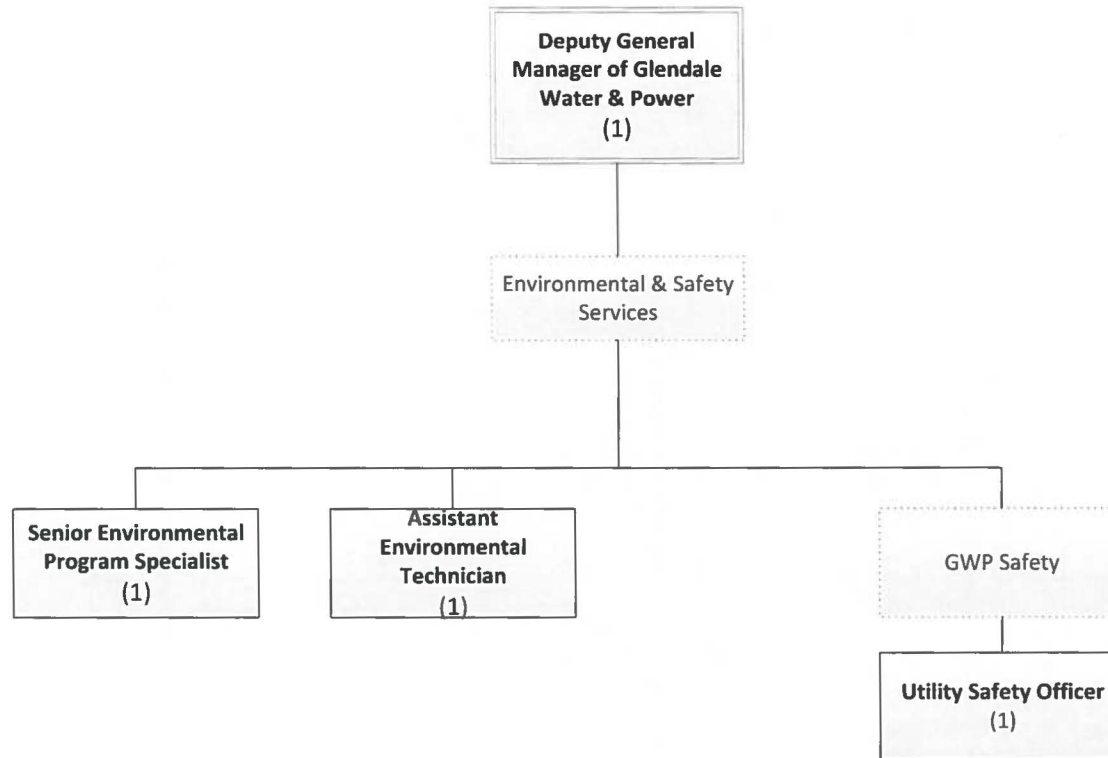 Deputy General
Manager of Glendale
Water & Power
(1)
Environmental & Safety
Services
Senior Environmental
Program Specialist
(1)
Assistant
Environmental
Technician
(1)
GWP Safety
Utility Safety Officer
(1)